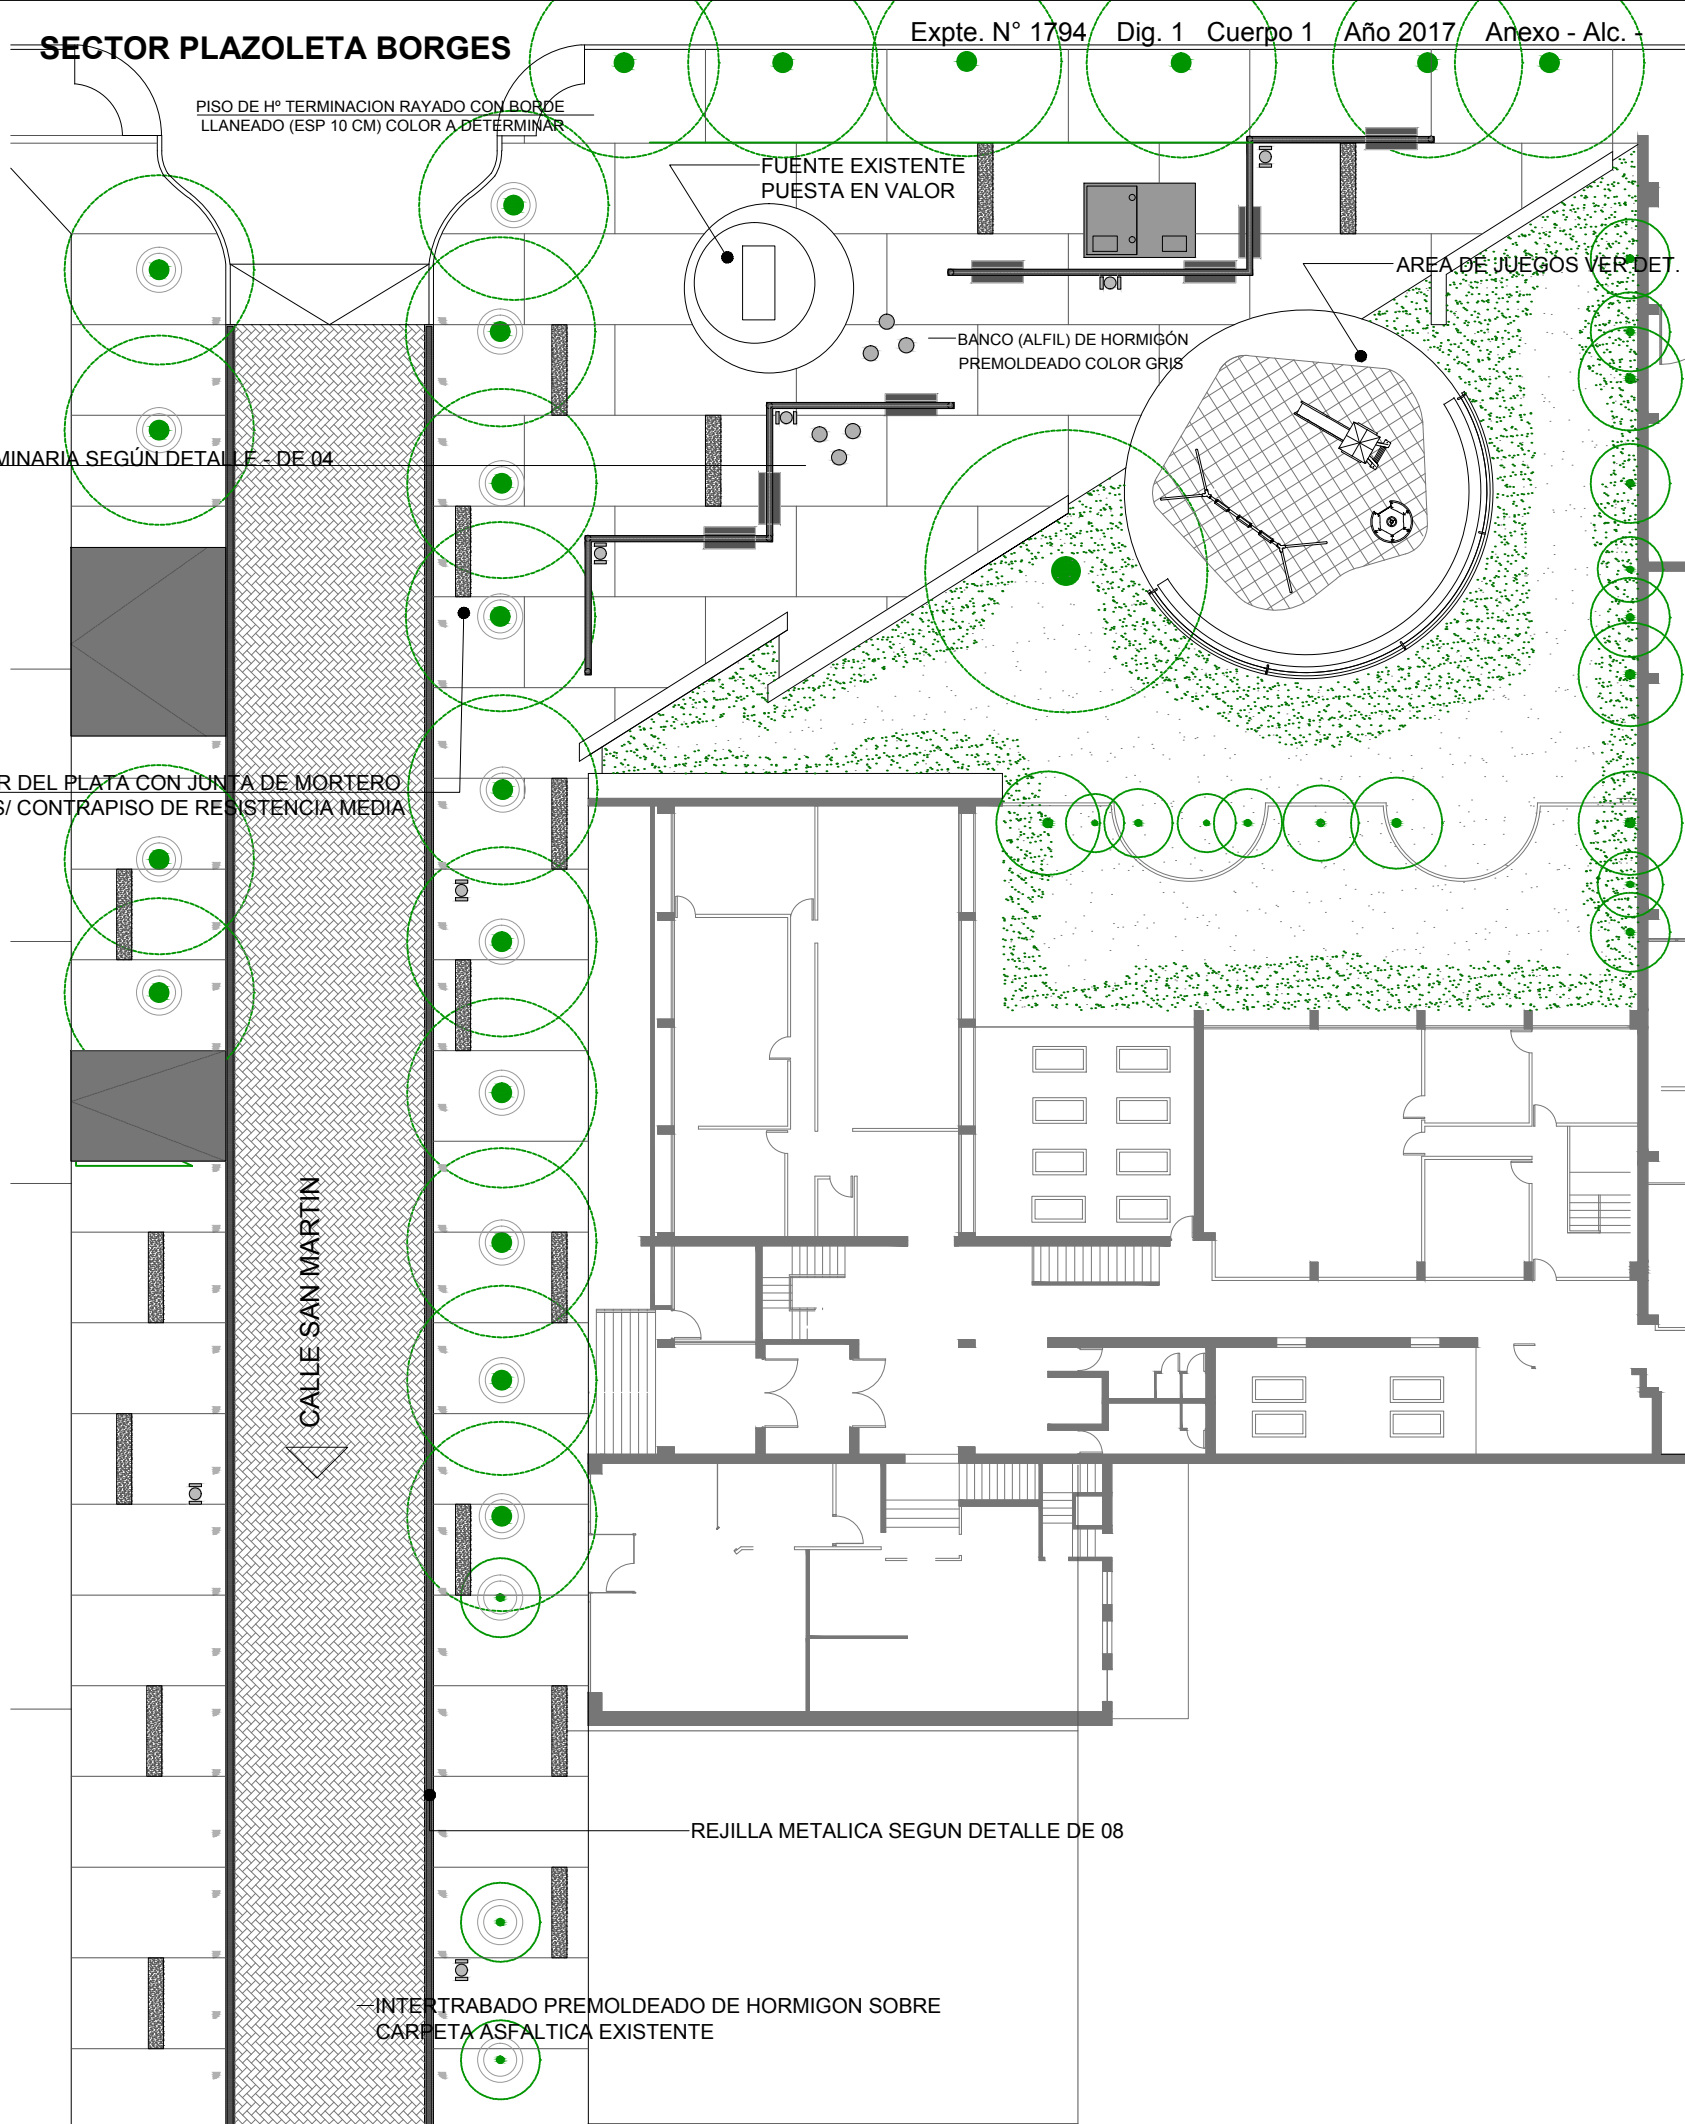 Expte. N° 1794 Dig. 1 Cuerpo 1 Año 2017 Anexo - Alc. -
SECTOR PLAZOLETA BORGES
PISO DE Hº TERMINACION RAYADO CON BORDE
LLANEADO (ESP 10 CM) COLOR A DETERMINAR
FUENTE EXISTENTE
PUESTA EN VALOR
AREA DE JUEGOS VER DET.
BANCO (ALFIL) DE HORMIGÓN
PREMOLDEADO COLOR GRIS
MINARIA SEGÚN DETALLE - DE 04
R DEL PLATA CON JUNTA DE MORTERO
S/ CONTRAPISO DE RESISTENCIA MEDIA
CALLE SAN MARTIN
REJILLA METALICA SEGUN DETALLE DE 08
INTERTRABADO PREMOLDEADO DE HORMIGON SOBRE
CARPETA ASFALTICA EXISTENTE